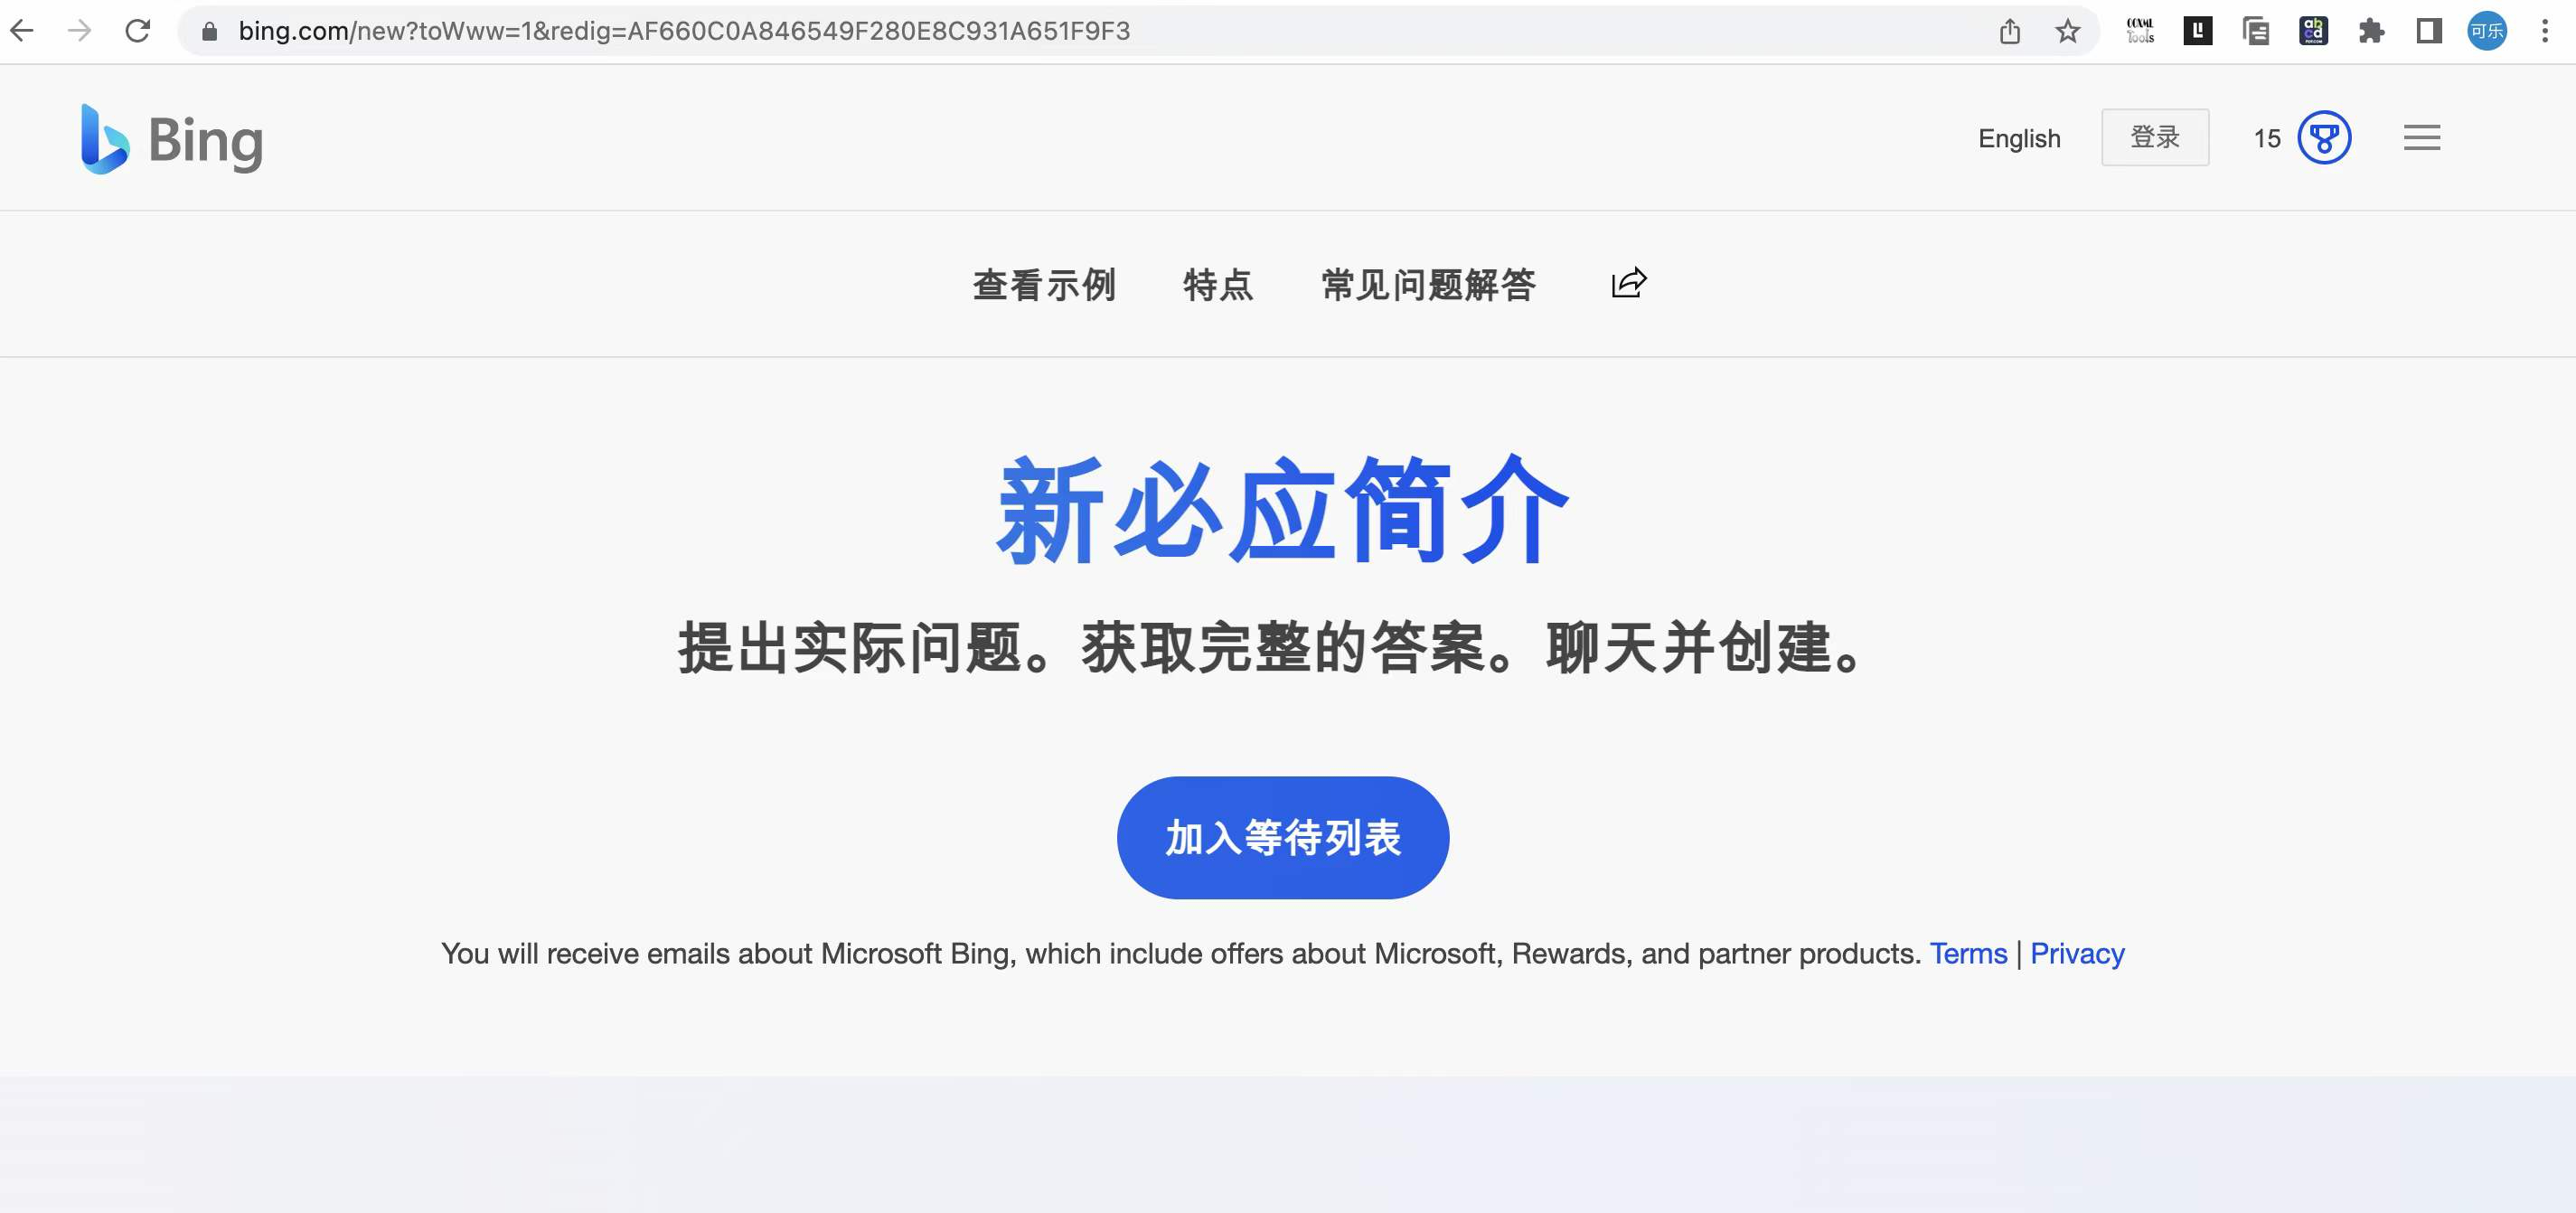 bing.com/new?toWww=1&redig=AF660C0A846549F280E8C931A651F9F3
OOXML Tools
abcd
可乐
Bing
English 登录 15
查看示例 特点 常见问题解答
新必应简介
提出实际问题。获取完整的答案。聊天并创建。
加入等待列表
You will receive emails about Microsoft Bing, which include offers about Microsoft, Rewards, and partner products. Terms | Privacy